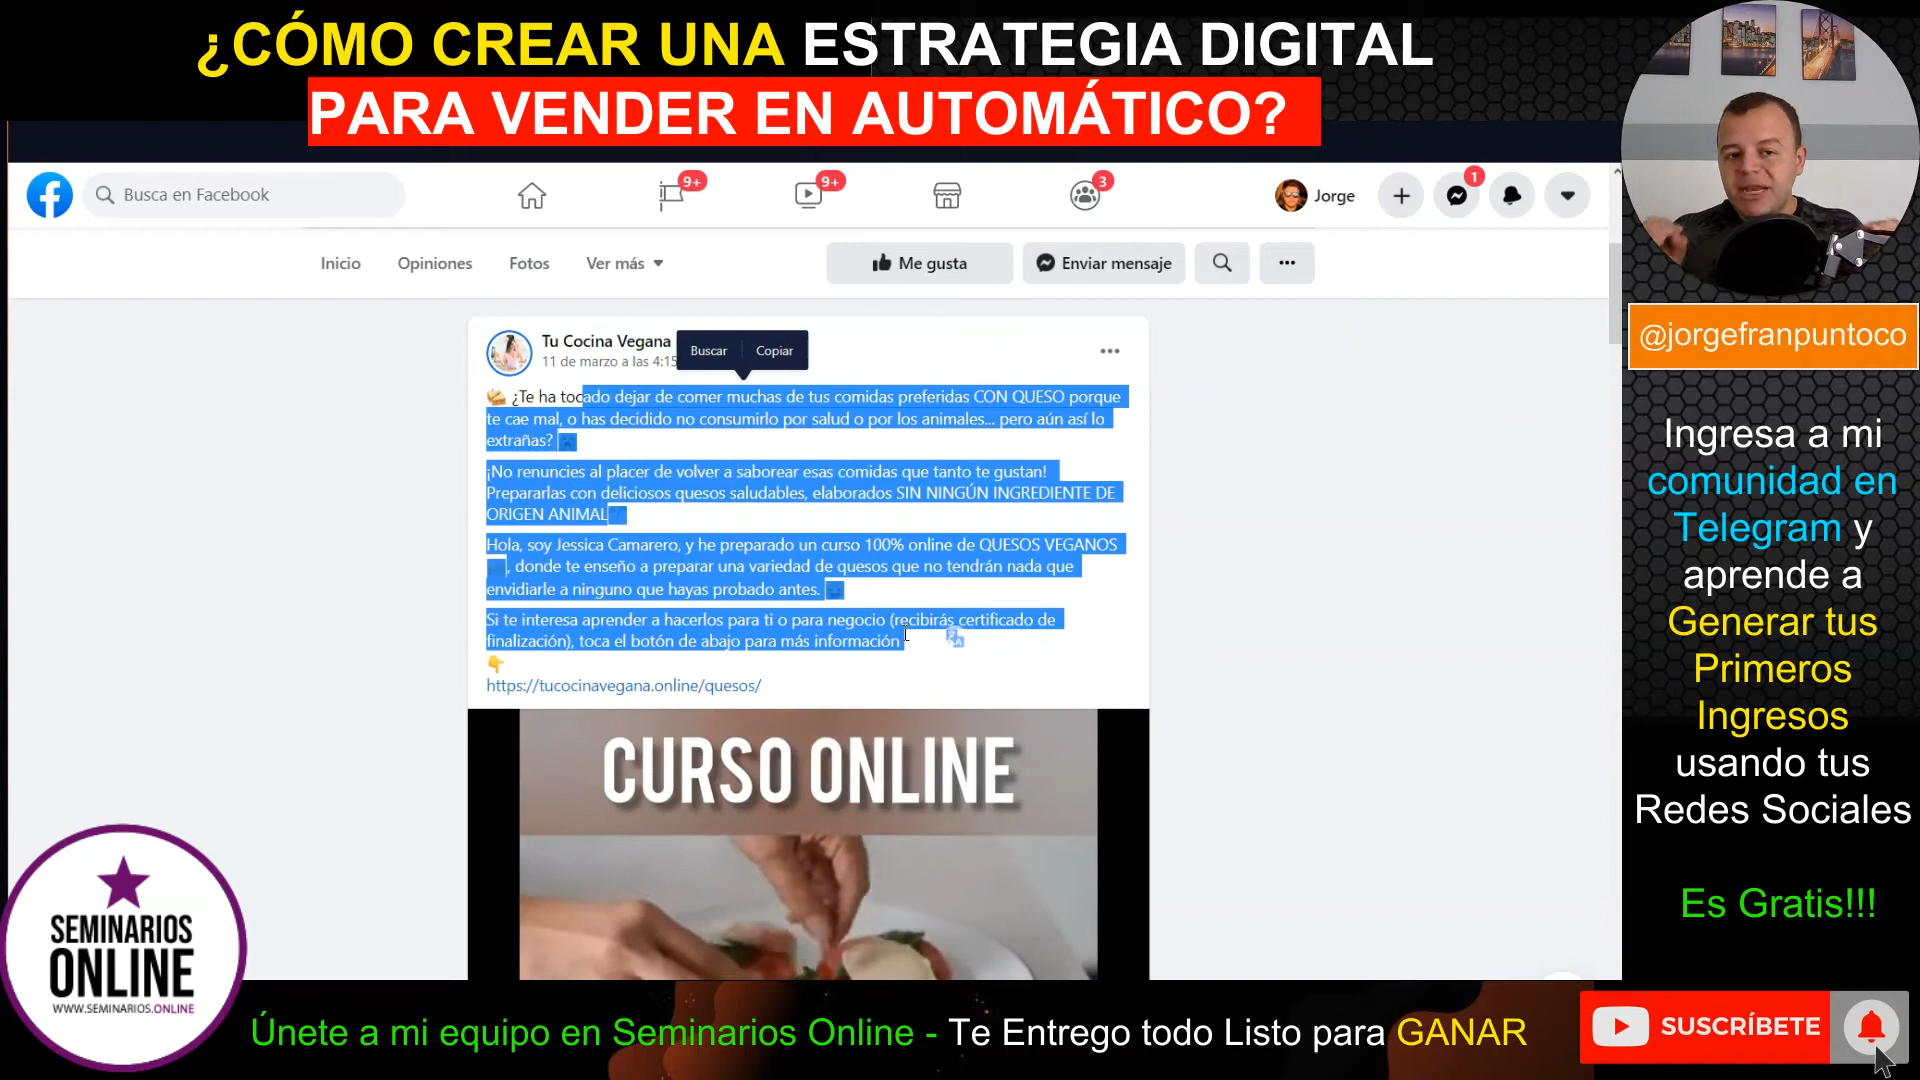 ¿CÓMO CREAR UNA ESTRATEGIA DIGITAL
PARA VENDER EN AUTOMÁTICO?
Busca en Facebook
9+
9+
3
Jorge
1
Inicio
Opiniones
Fotos
Ver más
Me gusta
Enviar mensaje
Tu Cocina Vegana
11 de marzo a las 4:15
Buscar
Copiar
¿Te ha tocado dejar de comer muchas de tus comidas preferidas CON QUESO porque
te cae mal, o has decidido no consumirlo por salud o por los animales... pero aún así lo
extrañas?
¡No renuncies al placer de volver a saborear esas comidas que tanto te gustan!
Prepararlas con deliciosos quesos saludables, elaborados SIN NINGÚN INGREDIENTE DE
ORIGEN ANIMAL
Hola, soy Jessica Camarero, y he preparado un curso 100% online de QUESOS VEGANOS
, donde te enseño a preparar una variedad de quesos que no tendrán nada que
envidiarle a ninguno que hayas probado antes.
Si te interesa aprender a hacerlos para ti o para negocio (recibirás certificado de
finalización), toca el botón de abajo para más información
👇
https://tucocinavegana.online/quesos/
CURSO ONLINE
@jorgefranpuntoco
Ingresa a mi
comunidad en
Telegram y
aprende a
Generar tus
Primeros
Ingresos
usando tus
Redes Sociales
Es Gratis!!!
SEMINARIOS
ONLINE
WWW.SEMINARIOS.ONLINE
Únete a mi equipo en Seminarios Online - Te Entrego todo Listo para GANAR
SUSCRÍBETE